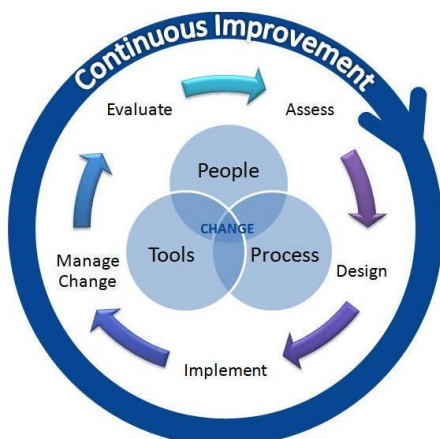 Continuous Improvement
Evaluate
Assess
People
CHANGE
Tools
Process
Manage
Change
Design
Implement